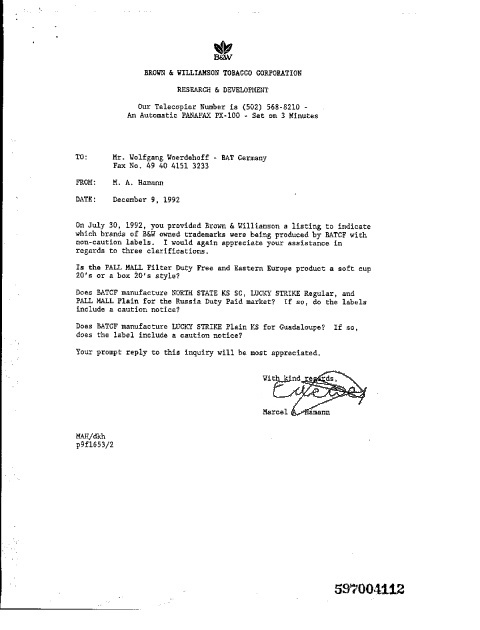 B&W
BROWN & WILLIAMSON TOBACCO CORPORATION
RESEARCH & DEVELOPMENT
Our Telecopier Number is (502) 568-8210 -
An Automatic PANAFAX PX-100 - Sat on 3 Minutes
TO: Mr. Wolfgang Woerdehoff - BAT Germany
Fax No. 49 40 4151 3233
FROM: M. A. Hamann
DATE: December 9, 1992
On July 30, 1992, you provided Brown & Williamson a listing to indicate
which brands of B&W owned trademarks were being produced by BATCF with
non-caution labels. I would again appreciate your assistance in
regards to three clarifications.
Is the PALL MALL Filter Duty Free and Eastern Europe product a soft cup
20's or a box 20's style?
Does BATCF manufacture NORTH STATE KS SC, LUCKY STRIKE Regular, and
PALL MALL Plain for the Russia Duty Paid market? If so, do the labels
include a caution notice?
Does BATCF manufacture LUCKY STRIKE Plain KS for Guadaloupe? If so,
does the label include a caution notice?
Your prompt reply to this inquiry will be most appreciated.
With kind regards,
Marcel A. Hamann
MAH/dkh
p9f1653/2
597004112